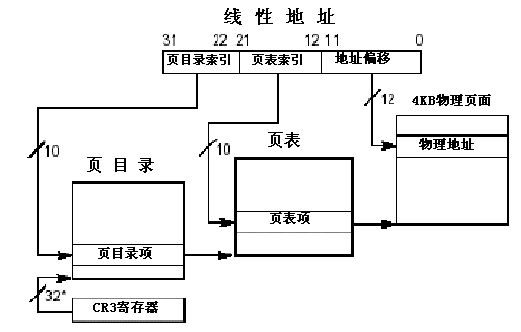 线性地址
31 22 21 12 11 0
页目录索引 页表索引 地址偏移
12 4KB物理页面
10 10 页表 物理地址
页目录
页表项
页目录项
32*
CR3寄存器